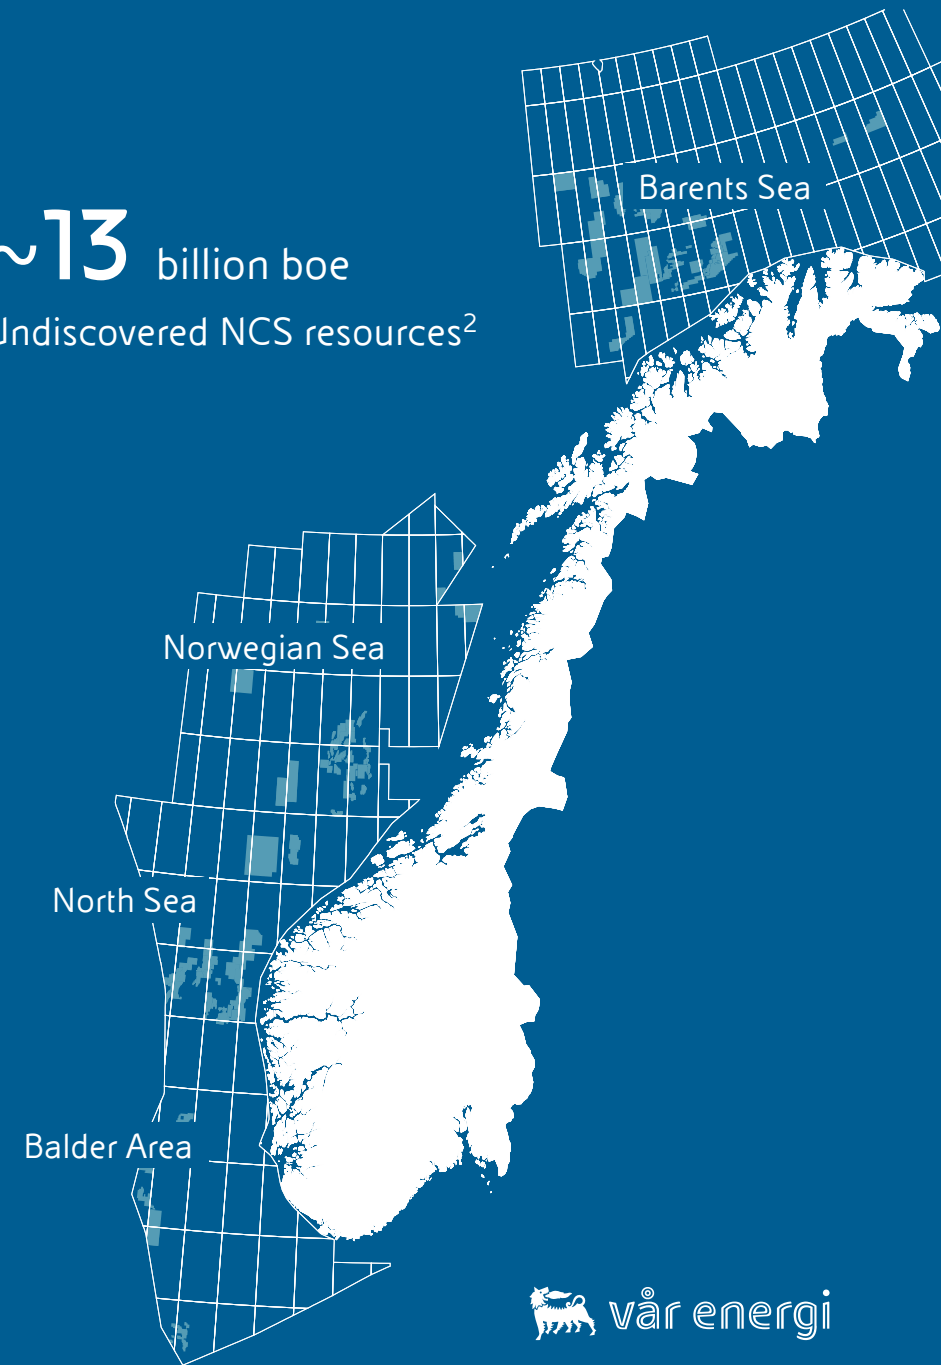 ~13 billion boe
Undiscovered NCS resources²
Barents Sea
Norwegian Sea
North Sea
Balder Area
vår energi